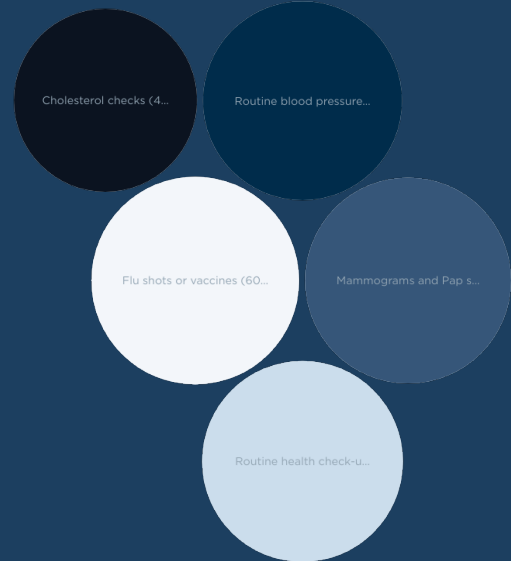 Cholesterol checks (4...
Routine blood pressure...
Flu shots or vaccines (60...
Mammograms and Pap s...
Routine health check-u...